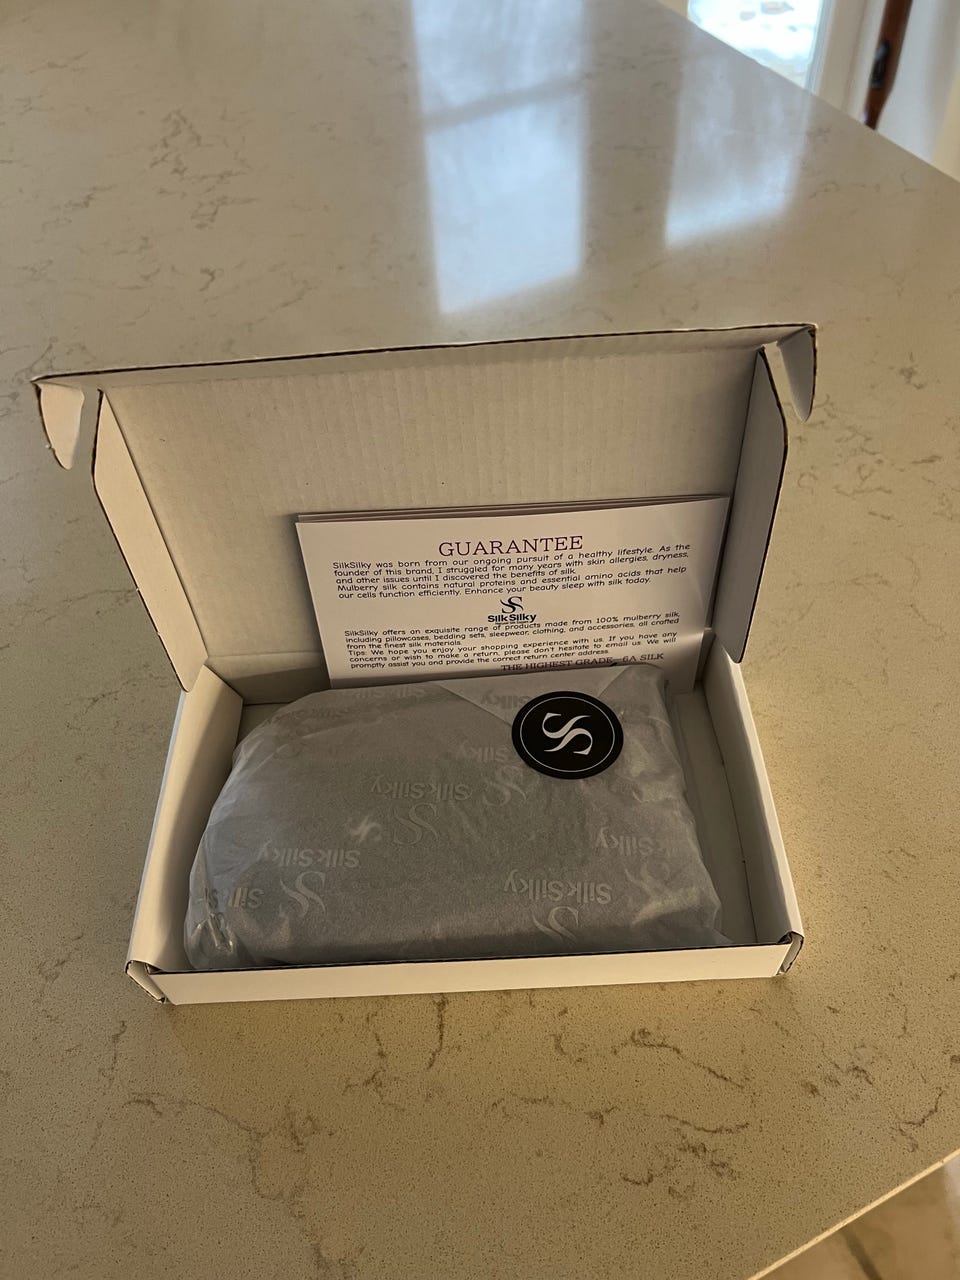 GUARANTEE
SilkSilky was born from our ongoing pursuit of a healthy lifestyle. As the
founder of this brand, I struggled for many years with skin allergies, dryness,
and other issues until I discovered the benefits of silk.
Mulberry silk contains natural proteins and essential amino acids that help
our cells function efficiently. Enhance your beauty sleep with silk today.
SilkSilky
SilkSilky offers an exquisite range of products made from 100% mulberry silk,
including pillowcases, bedding sets, sleepwear, clothing, and accessories, all crafted
from the finest silk materials.
Tips: We hope you enjoy your shopping experience with us. If you have any
concerns or wish to make a return, please don't hesitate to email us. We will
promptly assist you and provide the correct return center address.
THE HIGHEST GRADE, 6A SILK
SilkSilky
SilkSilky
SilkSilky
SilkSilky
SilkSilky